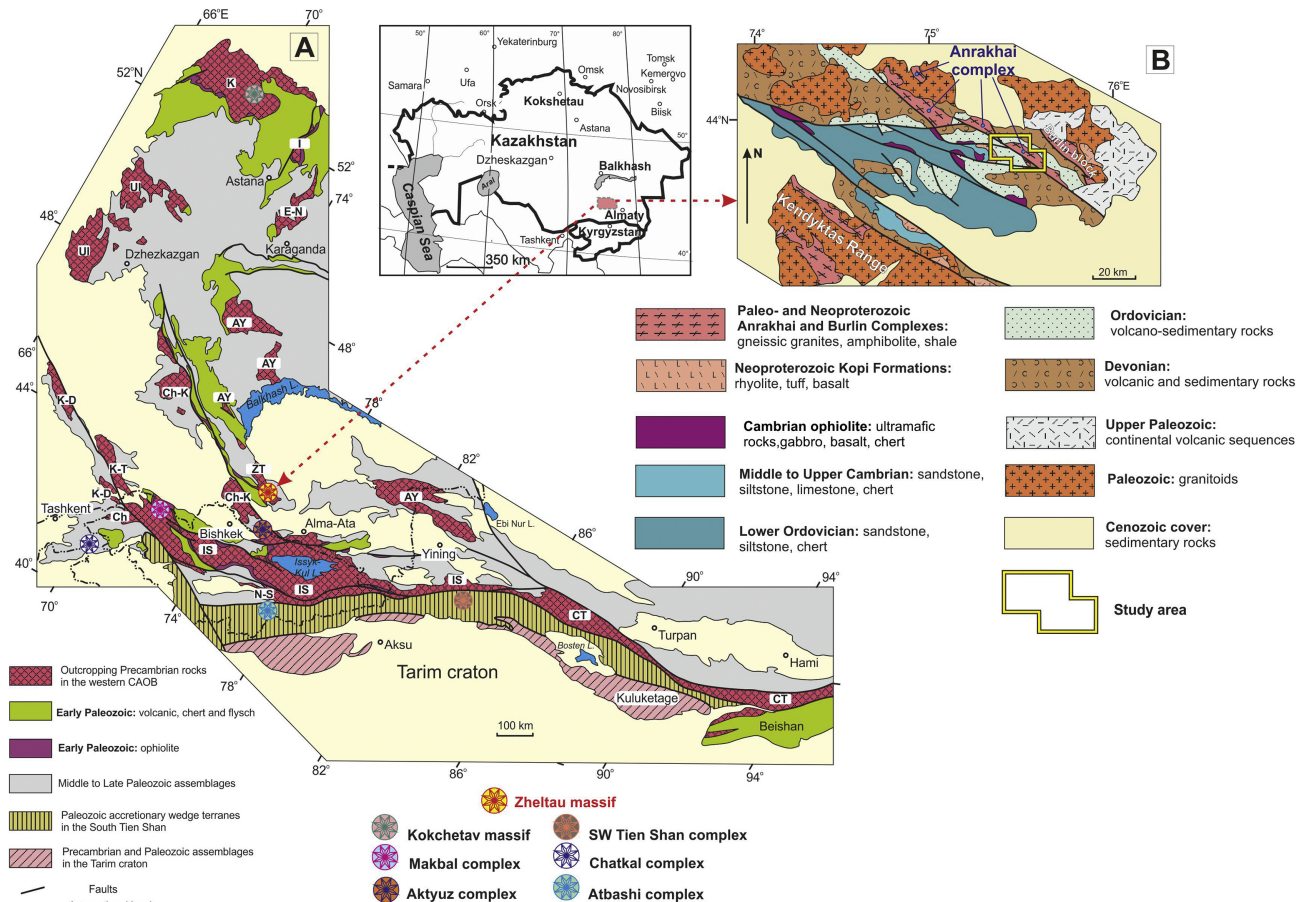 66°E
70°
A
52°N
K
I
52°
Astana
74°
UI
E-N
48°
UI
Karaganda
Dzhezkazgan
AY
48°
66°
AY
44°
Ch-K
AY
Balkhash L.
78°
K-D
82°
K-T
ZT
K-D
Ch-K
AY
Tashkent
Ch
Alma-Ata
Ebi Nur L.
Bishkek
86°
IS
Yining
40°
Issyk-
Kul l.
IS
IS
90°
94°
N-S
70°
74°
CT
Turpan
Aksu
Bosten L.
Hami
Tarim craton
78°
Kuluketage
CT
100 km
Beishan
82°
86°
90°
94°
50°
60°
70°
80°
Yekaterinburg
Tomsk
Samara
Ufa
Omsk
Kemerovo
Novosibirsk
Orsk
Kokshetau
Biisk
Astana
50°
Kazakhstan
Dzheskazgan
Balkhash
Aral
Caspian Sea
Almaty
Kyrgyzstan
Tashkent
40°
350 km
74°
75°
Anrakhai
complex
B
76°E
44°N
Burlin block
N
Kendyktas Range
20 km
Paleo- and Neoproterozoic
Anrakhai and Burlin Complexes:
gneissic granites, amphibolite, shale
Neoproterozoic Kopi Formations:
rhyolite, tuff, basalt
Cambrian ophiolite: ultramafic
rocks,gabbro, basalt, chert
Middle to Upper Cambrian: sandstone,
siltstone, limestone, chert
Lower Ordovician: sandstone,
siltstone, chert
Ordovician:
volcano-sedimentary rocks
Devonian:
volcanic and sedimentary rocks
Upper Paleozoic:
continental volcanic sequences
Paleozoic: granitoids
Cenozoic cover:
sedimentary rocks
Study area
Outcropping Precambrian rocks
in the western CAOB
Early Paleozoic: volcanic, chert and flysch
Early Paleozoic: ophiolite
Middle to Late Paleozoic assemblages
Paleozoic accretionary wedge terranes
in the South Tien Shan
Precambrian and Paleozoic assemblages
in the Tarim craton
Faults
Zheltau massif
Kokchetav massif
SW Tien Shan complex
Makbal complex
Chatkal complex
Aktyuz complex
Atbashi complex